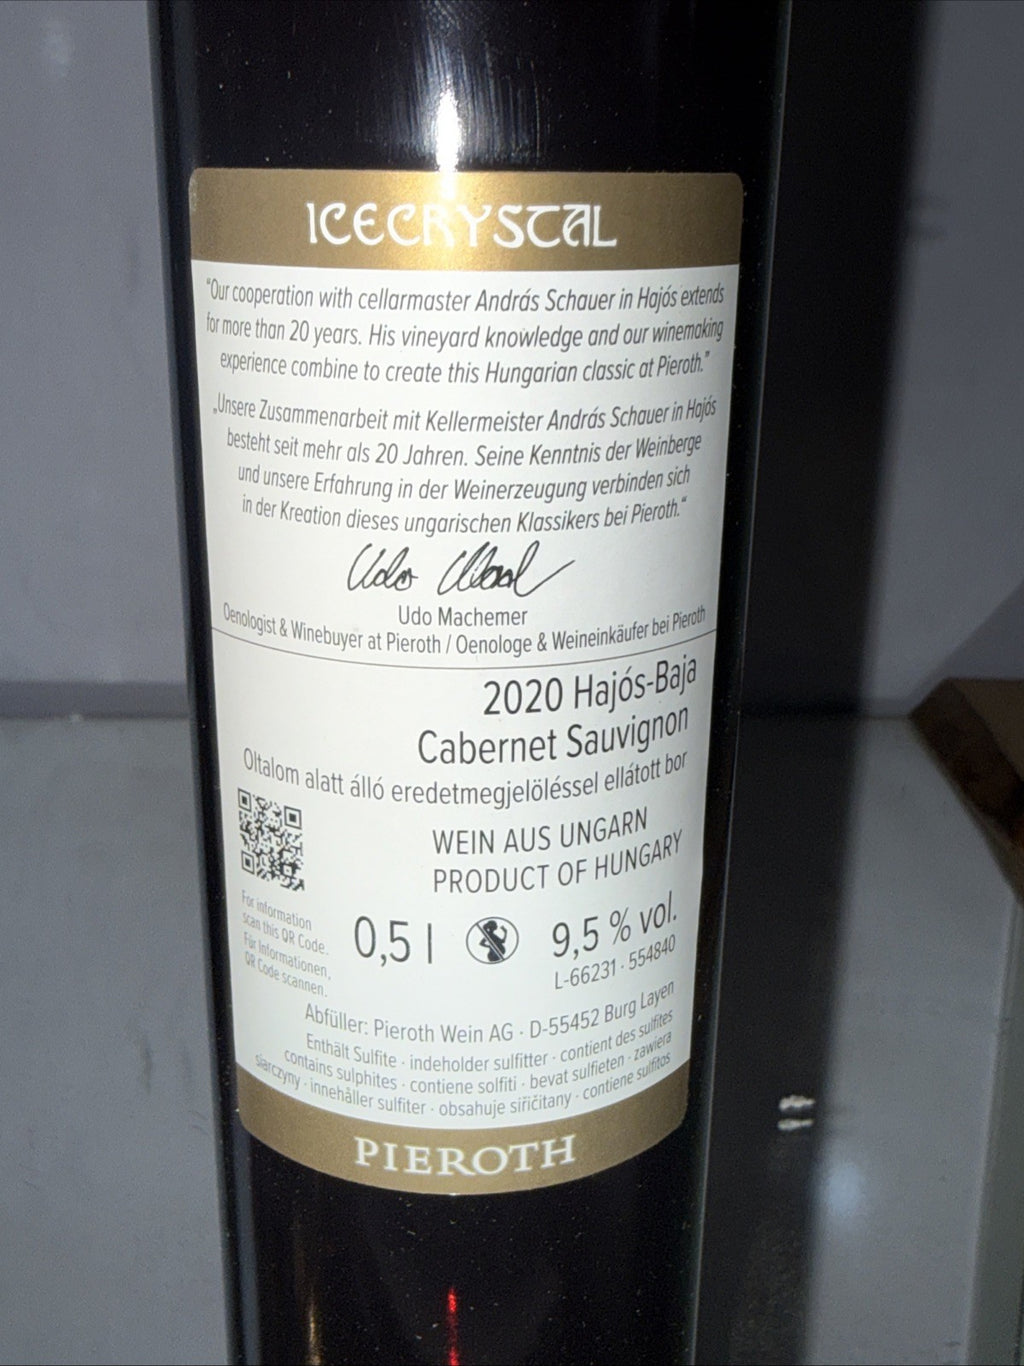 ICECRYSTAL
"Our cooperation with cellarmaster András Schauer in Hajós extends
for more than 20 years. His vineyard knowledge and our winemaking
experience combine to create this Hungarian classic at Pieroth."
„Unsere Zusammenarbeit mit Kellermeister András Schauer in Hajós
besteht seit mehr als 20 Jahren. Seine Kenntnis der Weinberge
und unsere Erfahrung in der Weinerzeugung verbinden sich
in der Kreation dieses ungarischen Klassikers bei Pieroth."
Udo Machemer
Oenologist & Winebuyer at Pieroth / Oenologe & Weineinkäufer bei Pieroth
2020 Hajós-Baja
Cabernet Sauvignon
Oltalom alatt álló eredetmegjelöléssel ellátott bor
WEIN AUS UNGARN
PRODUCT OF HUNGARY
For information
scan this QR Code.
Für Informationen,
QR Code scannen.
0,5 l
9,5 % vol.
L-66231 · 554840
Abfüller: Pieroth Wein AG · D-55452 Burg Layen
Enthält Sulfite · indeholder sulfitter · contient des sulfites
contains sulphites · contiene solfiti · bevat sulfieten · zawiera
siarczyny · innehåller sulfiter · obsahuje siřičitany · contiene sulfitos
PIEROTH